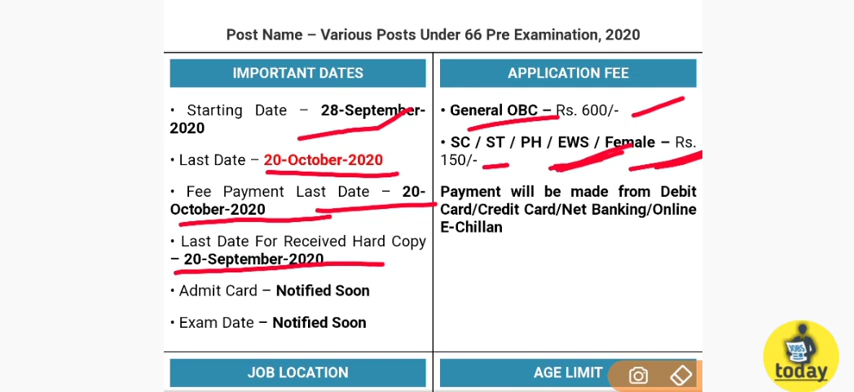 Post Name – Various Posts Under 66 Pre Examination, 2020
IMPORTANT DATES
• Starting Date – 28-September-
2020
• Last Date – 20-October-2020
• Fee Payment Last Date – 20-
October-2020
• Last Date For Received Hard Copy
– 20-September-2020
• Admit Card – Notified Soon
• Exam Date – Notified Soon
JOB LOCATION
APPLICATION FEE
• General OBC – Rs. 600/-
• SC / ST / PH / EWS / Female – Rs.
150/-
Payment will be made from Debit
Card/Credit Card/Net Banking/Online
E-Chillan
AGE LIMIT
JOBS
today